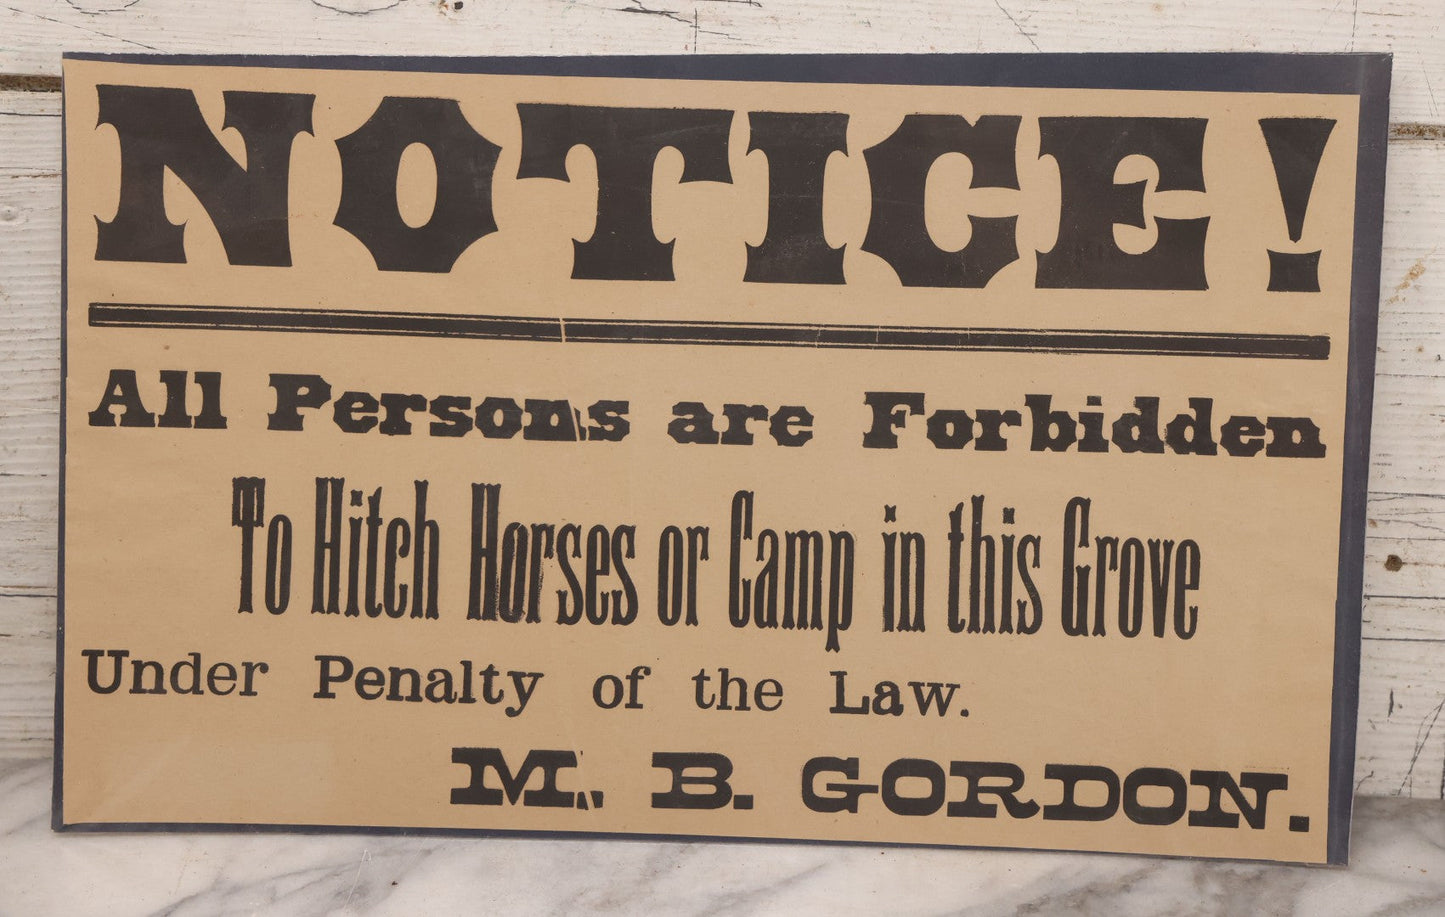 NOTICE!
All Persons are Forbidden
To Hitch Horses or Camp in this Grove
Under Penalty of the Law.
M. B. GORDON.